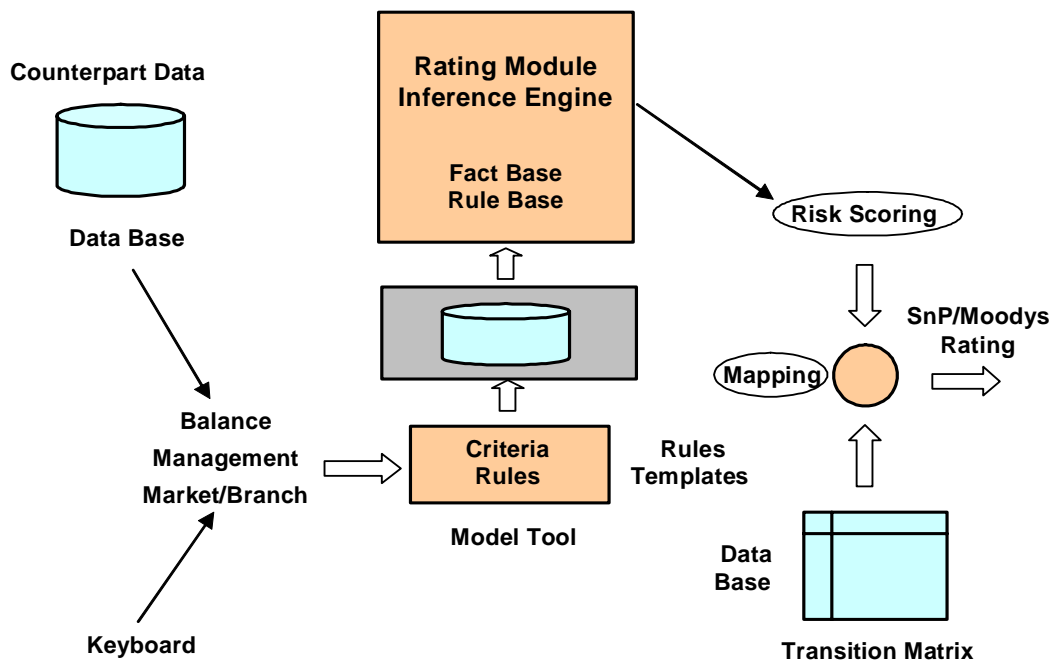 Counterpart Data
Data Base
Rating Module
Inference Engine
Fact Base
Rule Base
Risk Scoring
SnP/Moodys
Rating
Mapping
Balance
Management
Market/Branch
Criteria
Rules
Rules
Templates
Model Tool
Data
Base
Keyboard
Transition Matrix